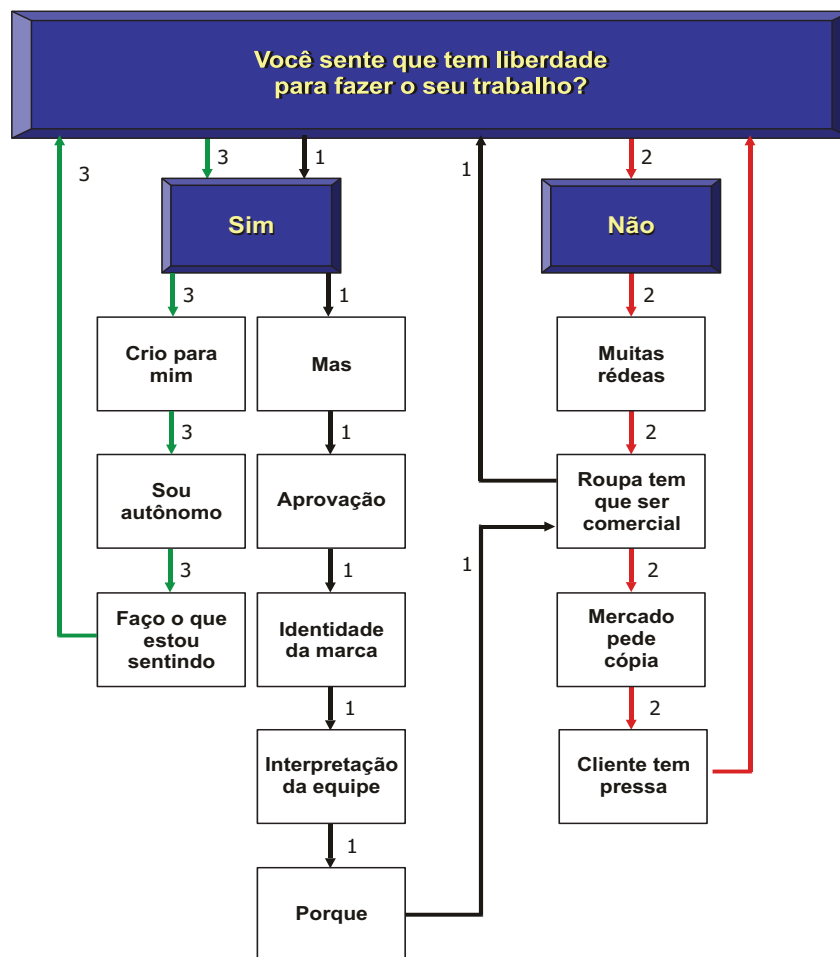 Você sente que tem liberdade
para fazer o seu trabalho?
3
3
1
1
2
Sim
Não
3
1
2
Crio para
mim
Mas
Muitas
rédeas
3
1
2
Sou
autônomo
Aprovação
Roupa tem
que ser
comercial
3
1
1
2
Faço o que
estou
sentindo
Identidade
da marca
Mercado
pede
cópia
1
2
Interpretação
da equipe
Cliente tem
pressa
1
Porque